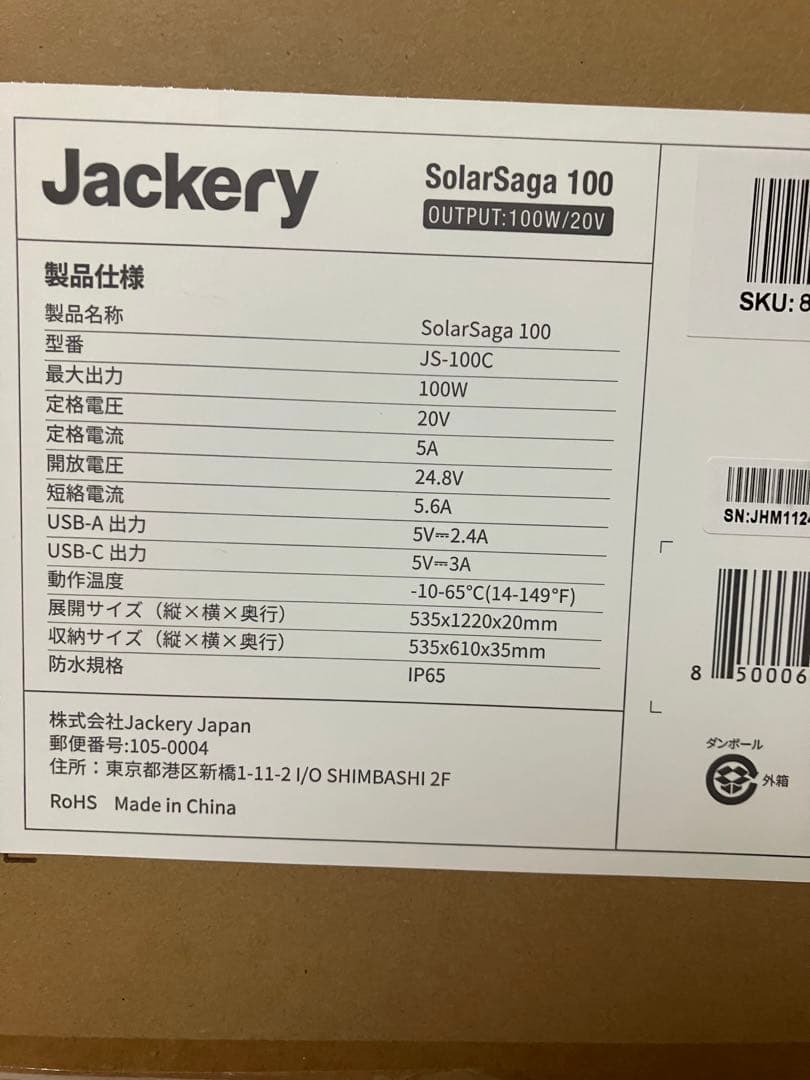 Jackery
SolarSaga 100
OUTPUT:100W/20V
製品仕様
製品名称 SolarSaga 100
型番 JS-100C
最大出力 100W
定格電圧 20V
定格電流 5A
開放電圧 24.8V
短絡電流 5.6A
USB-A 出力 5V⎓2.4A
USB-C 出力 5V⎓3A
動作温度 -10-65℃(14-149℉)
展開サイズ（縦×横×奥行） 535x1220x20mm
収納サイズ（縦×横×奥行） 535x610x35mm
防水規格 IP65
株式会社Jackery Japan
郵便番号:105-0004
住所：東京都港区新橋1-11-2 I/O SHIMBASHI 2F
RoHS Made in China
SKU: 8
SN:JHM1124
8 50006
ダンボール
外箱